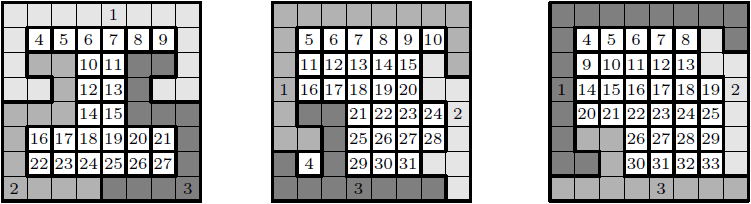 1
4 5 6 7 8 9
10 11
12 13
14 15
16 17 18 19 20 21
22 23 24 25 26 27
2 3
5 6 7 8 9 10
11 12 13 14 15
1 16 17 18 19 20
21 22 23 24 2
25 26 27 28
4 29 30 31
3
4 5 6 7 8
9 10 11 12 13
1 14 15 16 17 18 19 2
20 21 22 23 24 25
26 27 28 29
30 31 32 33
3